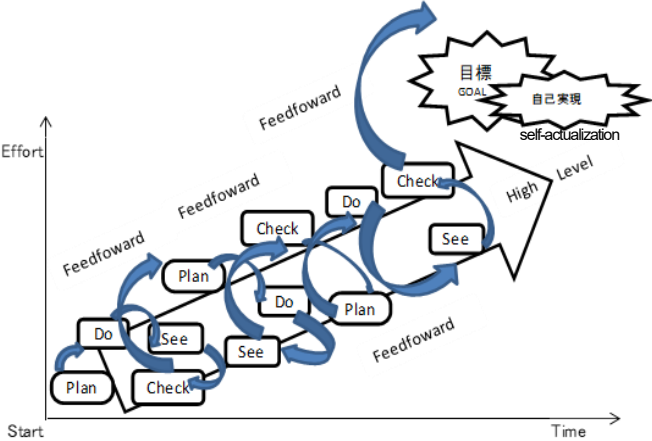 目標
GOAL
自己実現
self-actualization
Feedfoward
Effort
High Level
Check
Feedfoward
Do
Check
See
Feedfoward
Plan
Do
Plan
Do
See
See
Feedfoward
Plan
Check
Start
Time